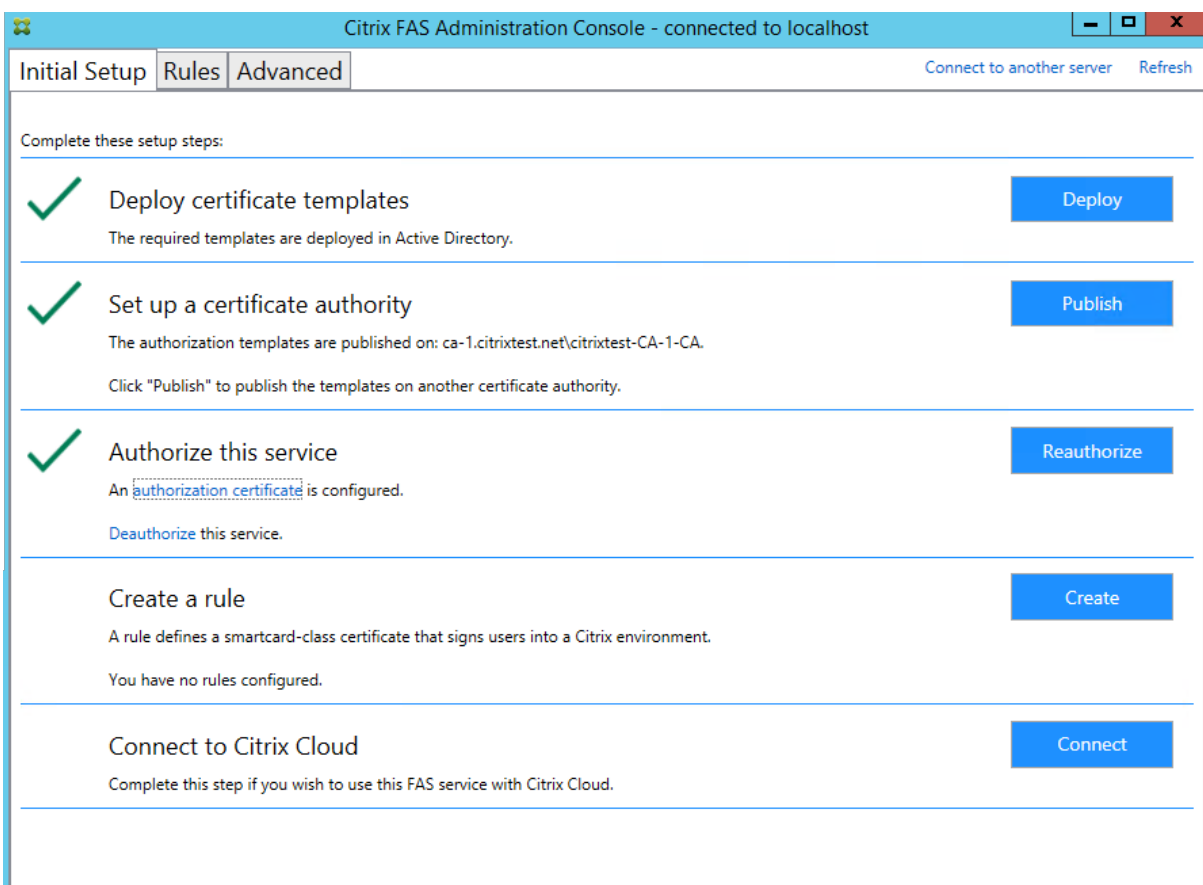 Citrix FAS Administration Console - connected to localhost
Initial Setup Rules Advanced Connect to another server Refresh
Complete these setup steps:
Deploy certificate templates Deploy
The required templates are deployed in Active Directory.
Set up a certificate authority Publish
The authorization templates are published on: ca-1.citrixtest.net\citrixtest-CA-1-CA.
Click "Publish" to publish the templates on another certificate authority.
Authorize this service Reauthorize
An authorization certificate is configured.
Deauthorize this service.
Create a rule Create
A rule defines a smartcard-class certificate that signs users into a Citrix environment.
You have no rules configured.
Connect to Citrix Cloud Connect
Complete this step if you wish to use this FAS service with Citrix Cloud.